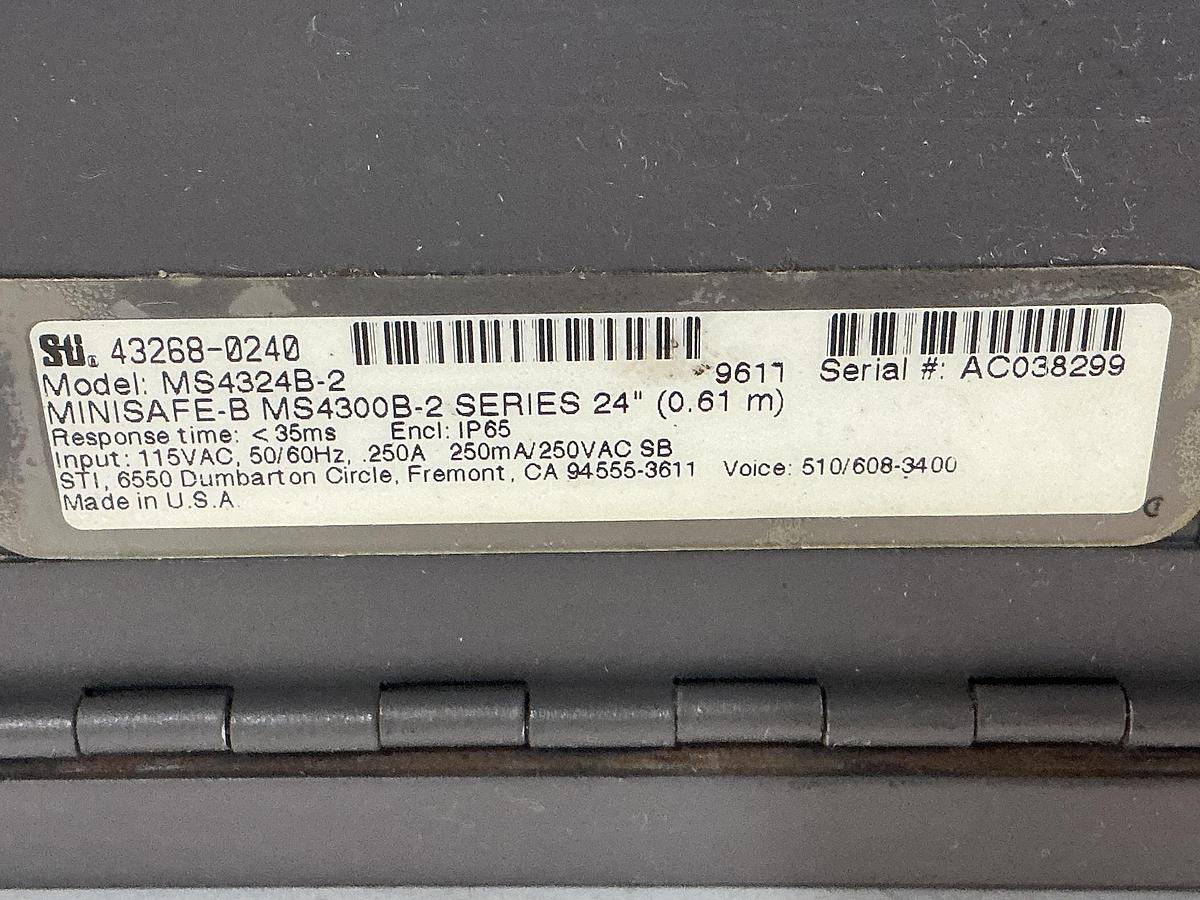 STi® 43268-0240
Model: MS4324B-2 9611 Serial #: AC038299
MINISAFE-B MS4300B-2 SERIES 24" (0.61 m)
Response time: < 35ms Encl: IP65
Input: 115VAC, 50/60Hz, .250A 250mA/250VAC SB
STI, 6550 Dumbarton Circle, Fremont, CA 94555-3611 Voice: 510/608-3400
Made in U.S.A.